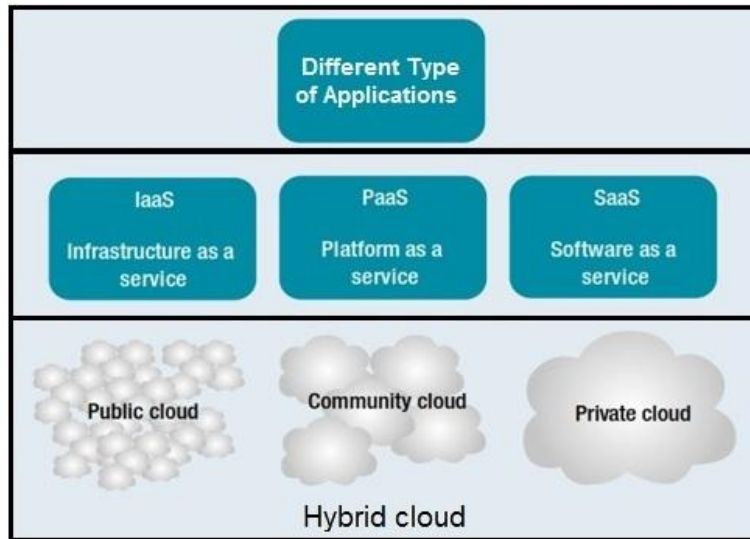 Different Type
of Applications
IaaS
Infrastructure as a
service
PaaS
Platform as a
service
SaaS
Software as a
service
Public cloud
Community cloud
Private cloud
Hybrid cloud